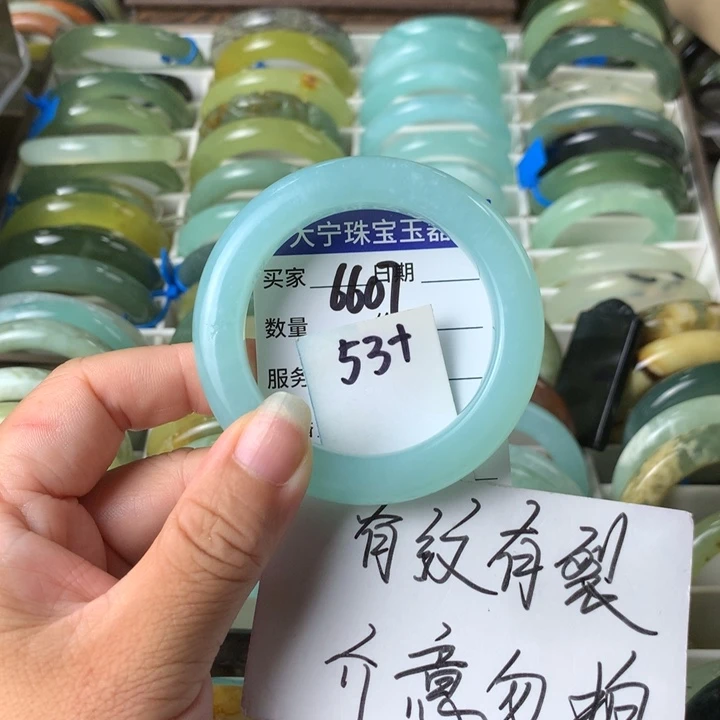 大宁珠宝玉器
买家 6607 日期
数量
服务
53+
有纹有裂
介意勿拍